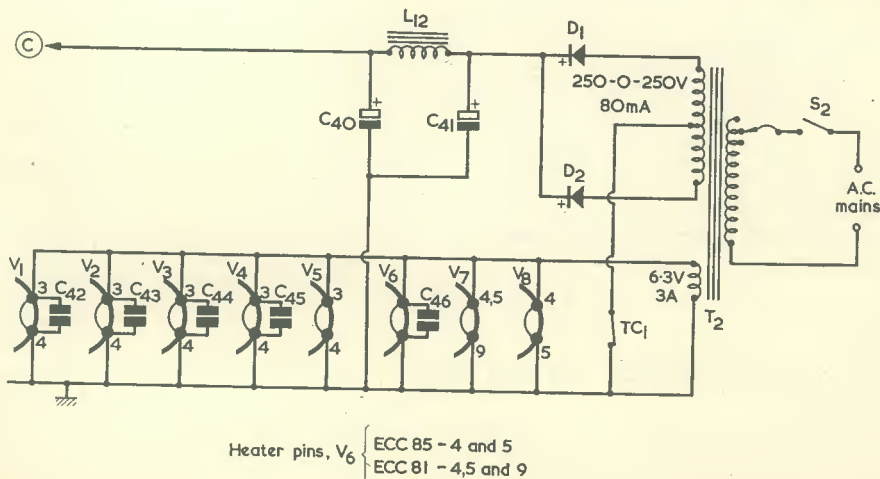 L12
C
D1
250-0-250V
80mA
S2
+
+
+
C40
C41
D2
+
A.C.
mains
V1
V2
V3
V4
V5
V6
V7
V8
3
C42
3
C43
3
C44
3
C45
3
C46
4,5
4
6·3V
3A
4
4
4
4
4
9
5
TC1
T2
Heater pins, V6
ECC 85 - 4 and 5
ECC 81 - 4,5 and 9